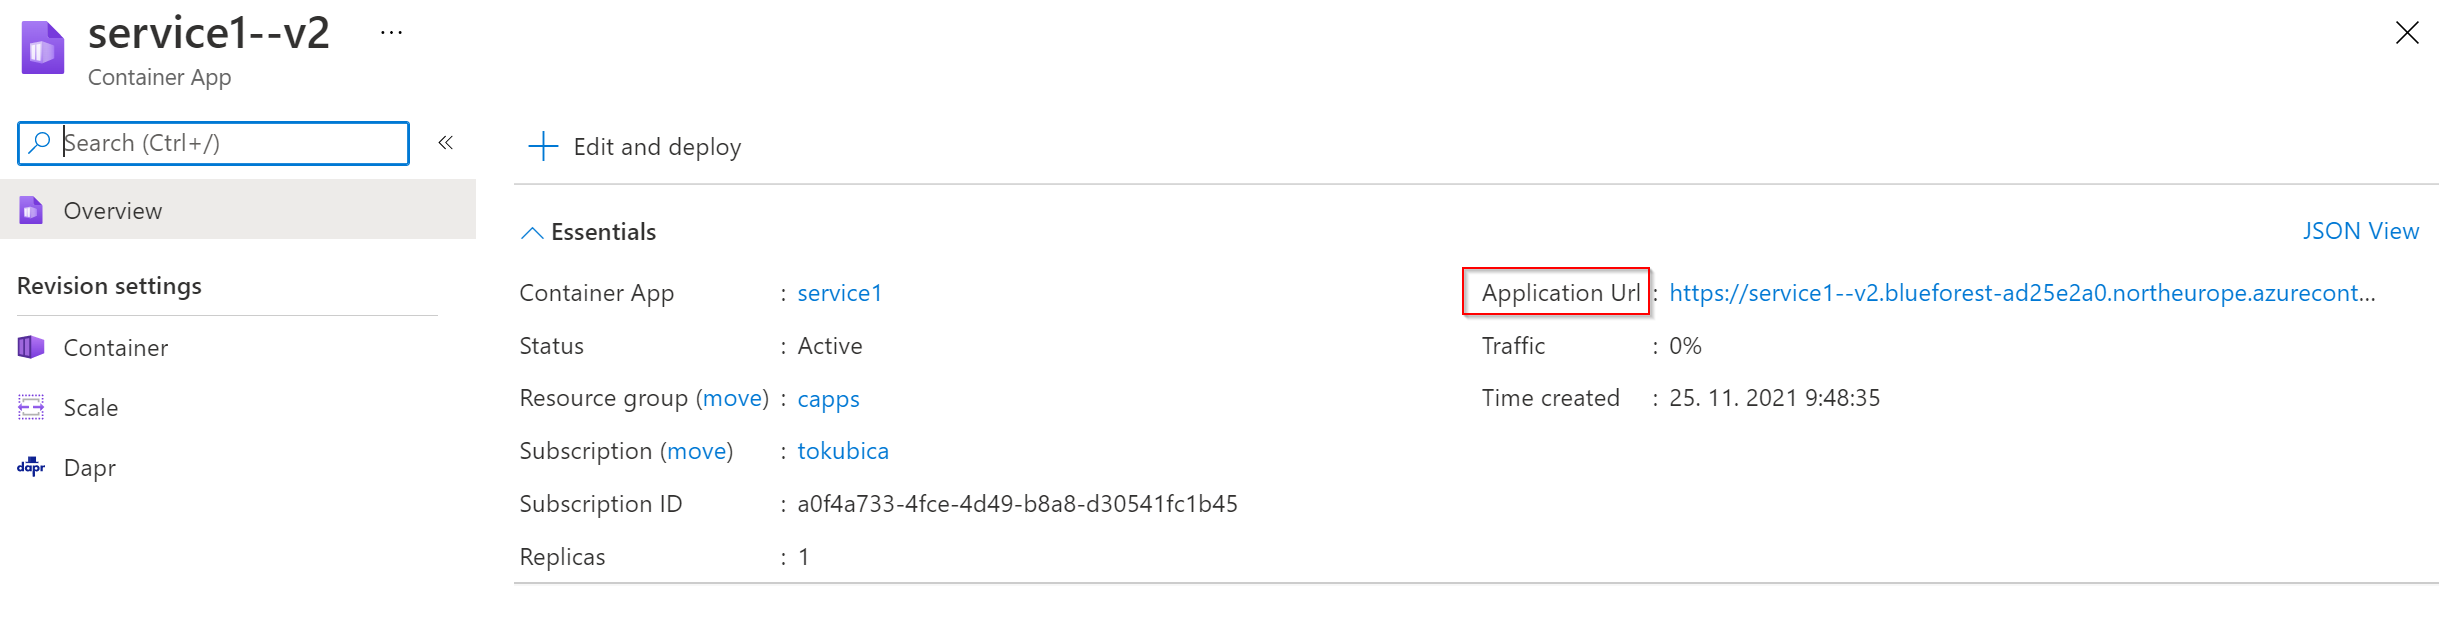 service1--v2 ...
Container App
Search (Ctrl+/)
«
Overview
Revision settings
Container
Scale
dapr Dapr
Edit and deploy
Essentials
JSON View
Container App : service1
Status : Active
Resource group (move) : capps
Subscription (move) : tokubica
Subscription ID : a0f4a733-4fce-4d49-b8a8-d30541fc1b45
Replicas : 1
Application Url : https://service1--v2.blueforest-ad25e2a0.northeurope.azurecont...
Traffic : 0%
Time created : 25. 11. 2021 9:48:35